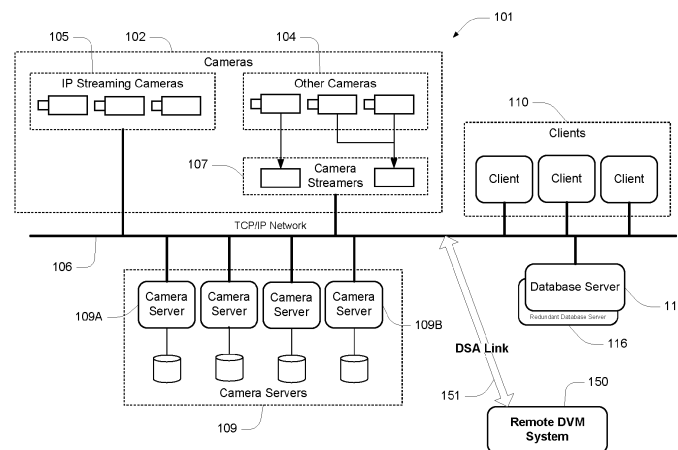 101
105
102
104
Cameras
IP Streaming Cameras
Other Cameras
110
Clients
107
Camera
Streamers
Client
Client
Client
TCP/IP Network
106
Camera
Server
Camera
Server
Camera
Server
Camera
Server
109A
109B
Database Server
11
Redundant Database Server
116
DSA Link
Camera Servers
109
151
150
Remote DVM
System